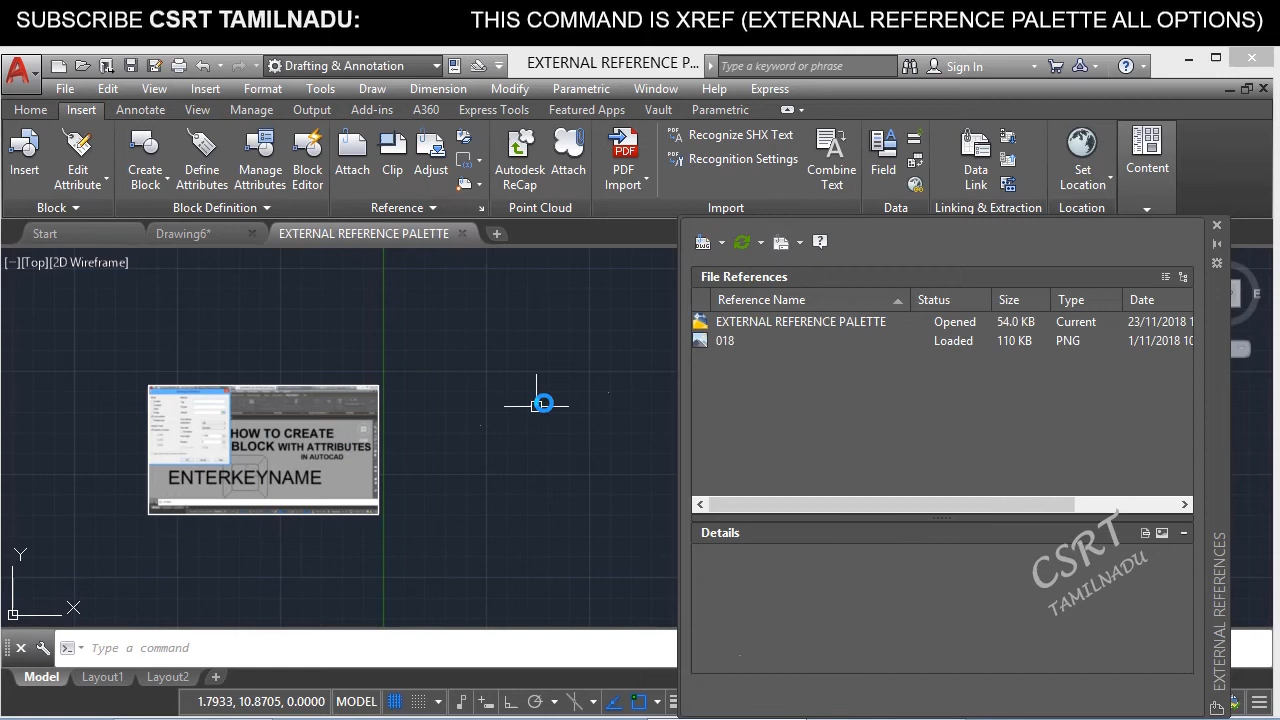 SUBSCRIBE CSRT TAMILNADU: THIS COMMAND IS XREF (EXTERNAL REFERENCE PALETTE ALL OPTIONS)
Drafting & Annotation EXTERNAL REFERENCE P... Type a keyword or phrase Sign In
File Edit View Insert Format Tools Draw Dimension Modify Parametric Window Help Express
Home Insert Annotate View Manage Output Add-ins A360 Express Tools Featured Apps Vault Parametric
Insert Edit Attribute Create Block Define Attributes Manage Attributes Block Editor Attach Clip Adjust Autodesk ReCap Attach PDF Import Recognize SHX Text Recognition Settings Combine Text Field Data Link Set Location Content
Block Block Definition Reference Point Cloud Import Data Linking & Extraction Location
Start Drawing6* EXTERNAL REFERENCE PALETTE
[−][Top][2D Wireframe]
File References
Reference Name Status Size Type Date
EXTERNAL REFERENCE PALETTE Opened 54.0 KB Current 23/11/2018 1
018 Loaded 110 KB PNG 1/11/2018 10
HOW TO CREATE
BLOCK WITH ATTRIBUTES
IN AUTOCAD
ENTERKEYNAME
Details
CSRT
TAMILNADU
EXTERNAL REFERENCES
Y
X
Type a command
Model Layout1 Layout2
1.7933, 10.8705, 0.0000 MODEL